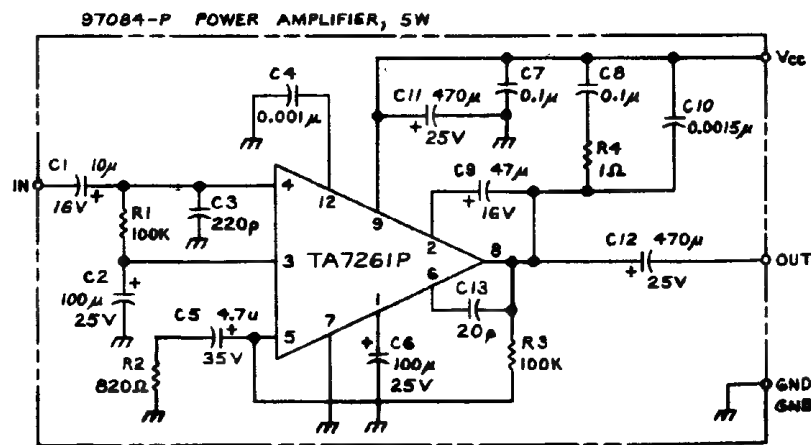 97084-P POWER AMPLIFIER, 5W
VCC
C4
0.001μ
C11 470μ
25V
C7
0.1μ
C8
0.1μ
C10
0.0015μ
R4
1Ω
C9 47μ
16V
C1 10μ
IN
16V
R1
100K
C3
220p
4
12
9
2
8
3
TA7261P
6
C12 470μ
25V
OUT
C2
100μ
25V
C5 4.7u
35V
5
7
1
C13
20p
R3
100K
C6
100μ
25V
R2
820Ω
GND
GNB